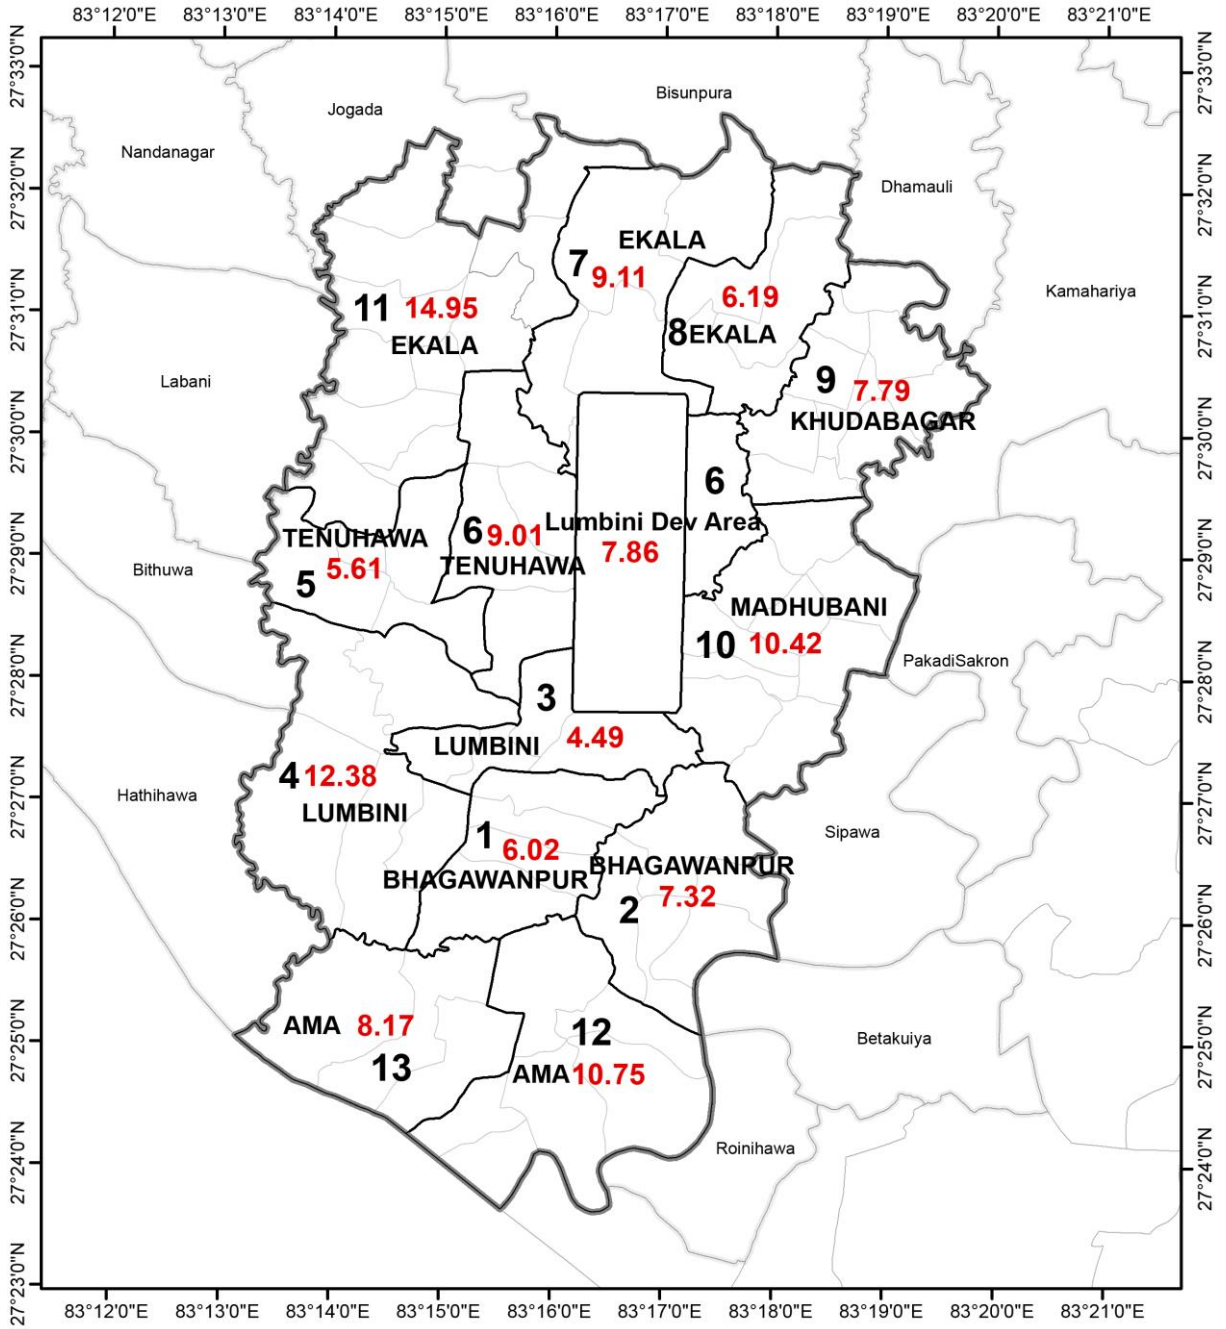 83°12'0"E 83°13'0"E 83°14'0"E 83°15'0"E 83°16'0"E 83°17'0"E 83°18'0"E 83°19'0"E 83°20'0"E 83°21'0"E
27°33'0"N
27°33'0"N
Bisunpura
Jogada
Nandanagar
27°32'0"N
27°32'0"N
Dhamauli
EKALA
7
9.11
Kamahariya
6.19
11 14.95
27°31'0"N
27°31'0"N
8 EKALA
EKALA
Labani
9 7.79
KHUDABAGAR
27°30'0"N
27°30'0"N
6
Lumbini Dev Area
6 9.01
TENUHAWA
7.86
27°29'0"N
27°29'0"N
TENUHAWA
5.61
5
Bithuwa
MADHUBANI
10 10.42
PakadiSakron
27°28'0"N
27°28'0"N
3
4.49
LUMBINI
4 12.38
LUMBINI
Hathihawa
27°27'0"N
27°27'0"N
Sipawa
1 6.02
BHAGAWANPUR
BHAGAWANPUR
7.32
2
27°26'0"N
27°26'0"N
AMA 8.17
13
12
AMA 10.75
27°25'0"N
27°25'0"N
Betakuiya
Roinihawa
27°24'0"N
27°24'0"N
27°23'0"N
83°12'0"E 83°13'0"E 83°14'0"E 83°15'0"E 83°16'0"E 83°17'0"E 83°18'0"E 83°19'0"E 83°20'0"E 83°21'0"E